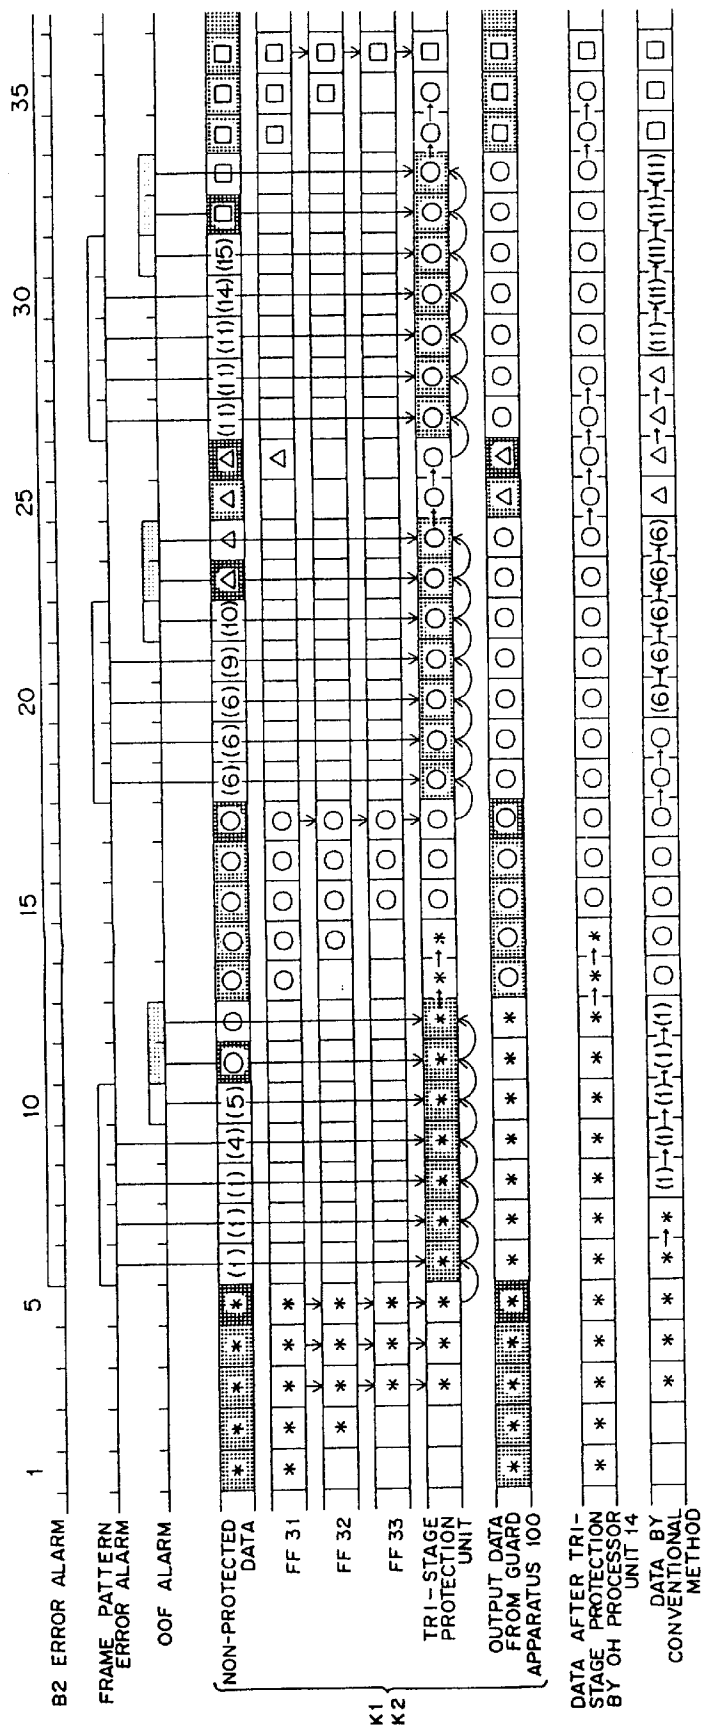 1 5 10 15 20 25 30 35
B2 ERROR ALARM
FRAME PATTERN
ERROR ALARM
OOF ALARM
K1
K2
NON-PROTECTED
DATA
* * * * * (1) (1) (1) (4) (5) (6) (6) (6) (9) (10) (11) (11) (11) (14) (15)
FF 31
* * * * *
FF 32
* * * *
FF 33
* * *
TRI-STAGE
PROTECTION
UNIT
* * * * * * * * * * * *
OUTPUT DATA
FROM GUARD
APPARATUS 100
* * * * * * * * * * * *
DATA AFTER TRI-
STAGE PROTECTION
BY OH PROCESSOR
UNIT 14
* * * * * * * * * * * * * *
DATA BY
CONVENTIONAL
METHOD
* * * * * (1) (1) (1) (1) (1) (6) (6) (6) (6) (6) (11) (11) (11) (11) (11)